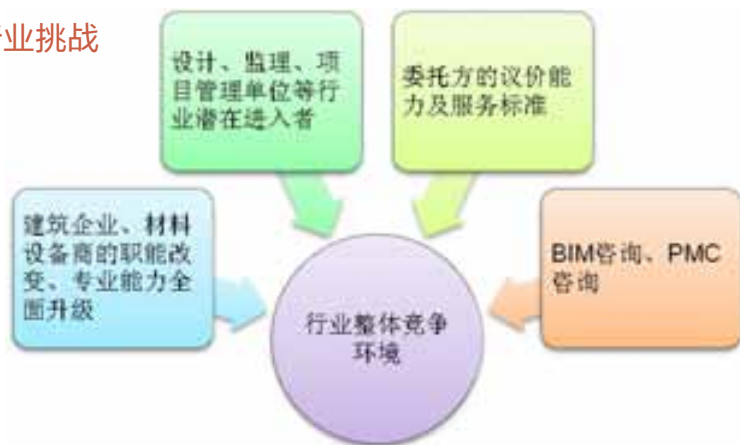 业挑战
设计、监理、项
目管理单位等行
业潜在进入者
委托方的议价能
力及服务标准
建筑企业、材料
设备商的职能改
变、专业能力全
面升级
BIM咨询、PMC
咨询
行业整体竞争
环境